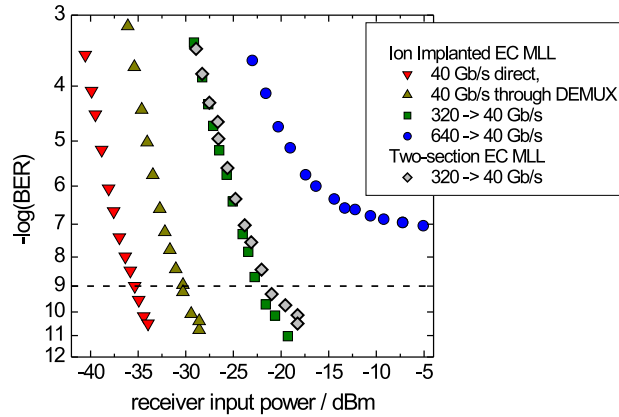 3
4
5
6
7
8
9
10
11
12
-log(BER)
-40 -35 -30 -25 -20 -15 -10 -5
receiver input power / dBm
Ion Implanted EC MLL
40 Gb/s direct,
40 Gb/s through DEMUX
320 -> 40 Gb/s
640 -> 40 Gb/s
Two-section EC MLL
320 -> 40 Gb/s